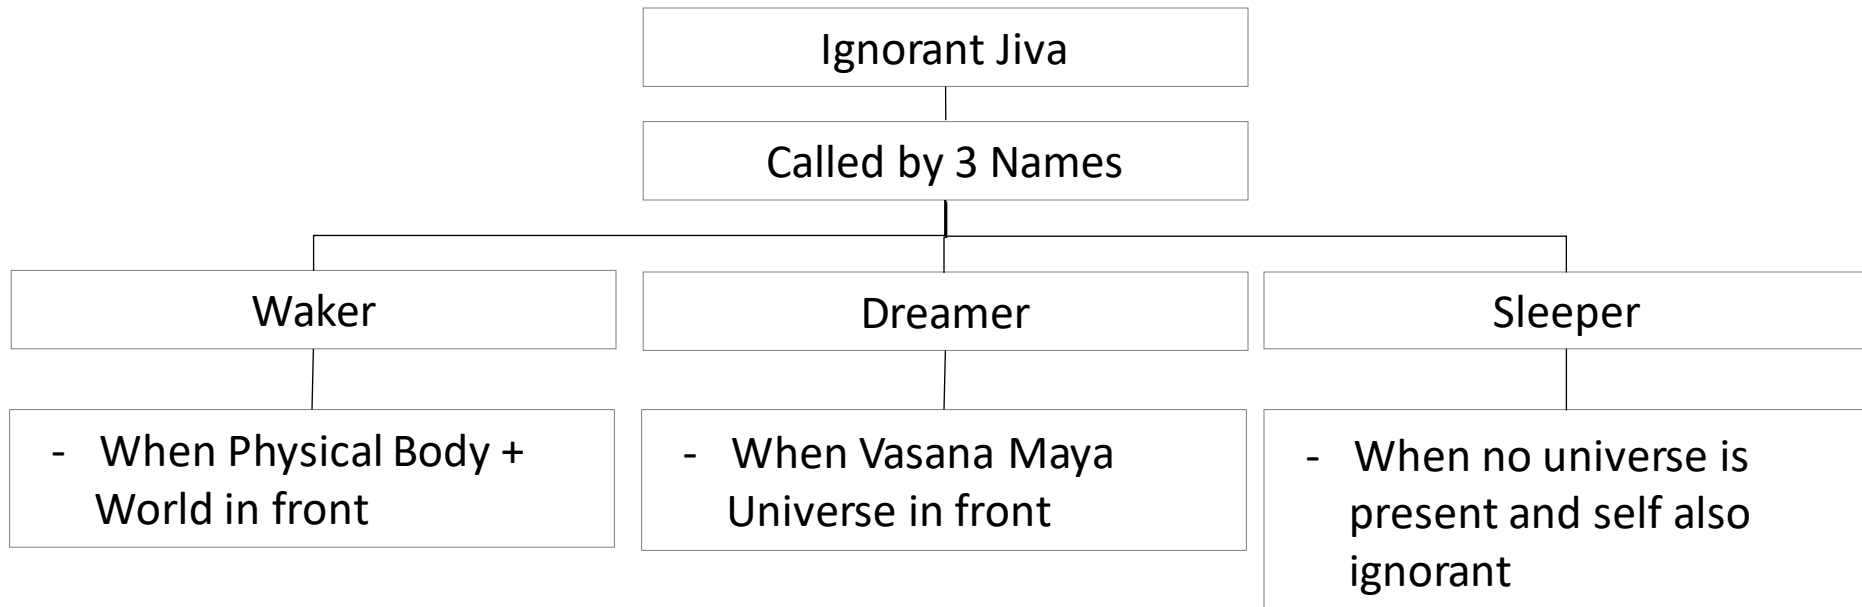 Ignorant Jiva
Called by 3 Names
Waker
Dreamer
Sleeper
- When Physical Body +
World in front
- When Vasana Maya
Universe in front
- When no universe is
present and self also
ignorant